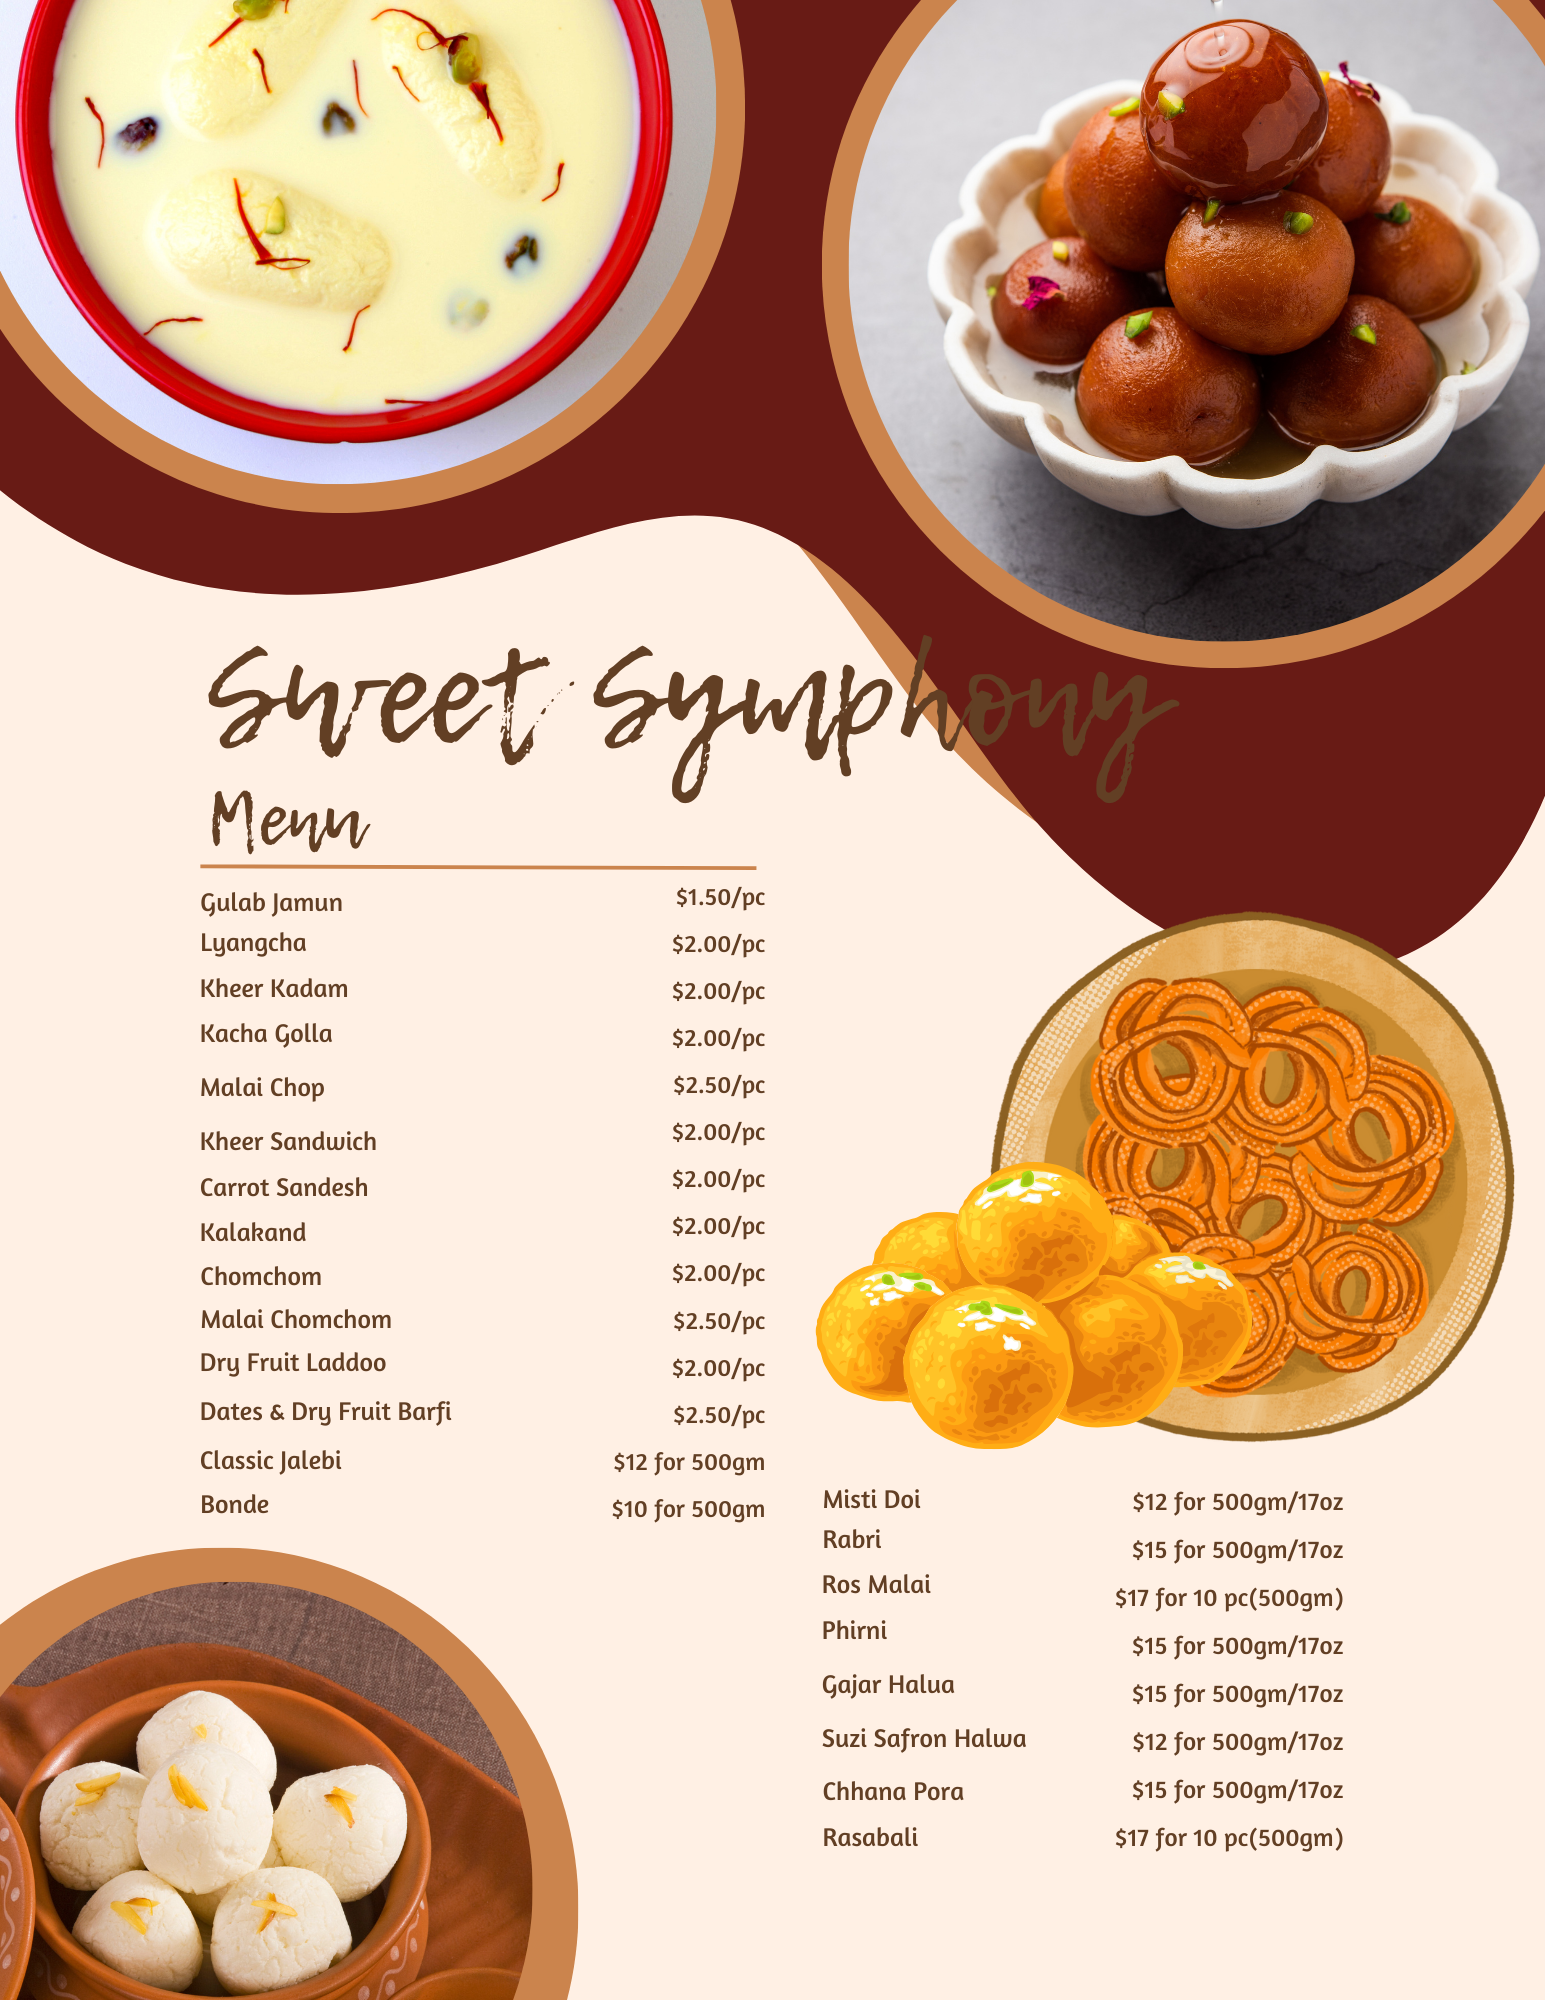 Sweet Symphony
Menu
Gulab Jamun $1.50/pc
Lyangcha $2.00/pc
Kheer Kadam $2.00/pc
Kacha Golla $2.00/pc
Malai Chop $2.50/pc
Kheer Sandwich $2.00/pc
Carrot Sandesh $2.00/pc
Kalakand $2.00/pc
Chomchom $2.00/pc
Malai Chomchom $2.50/pc
Dry Fruit Laddoo $2.00/pc
Dates & Dry Fruit Barfi $2.50/pc
Classic Jalebi $12 for 500gm
Bonde $10 for 500gm
Misti Doi $12 for 500gm/17oz
Rabri $15 for 500gm/17oz
Ros Malai $17 for 10 pc(500gm)
Phirni $15 for 500gm/17oz
Gajar Halua $15 for 500gm/17oz
Suzi Safron Halwa $12 for 500gm/17oz
Chhana Pora $15 for 500gm/17oz
Rasabali $17 for 10 pc(500gm)